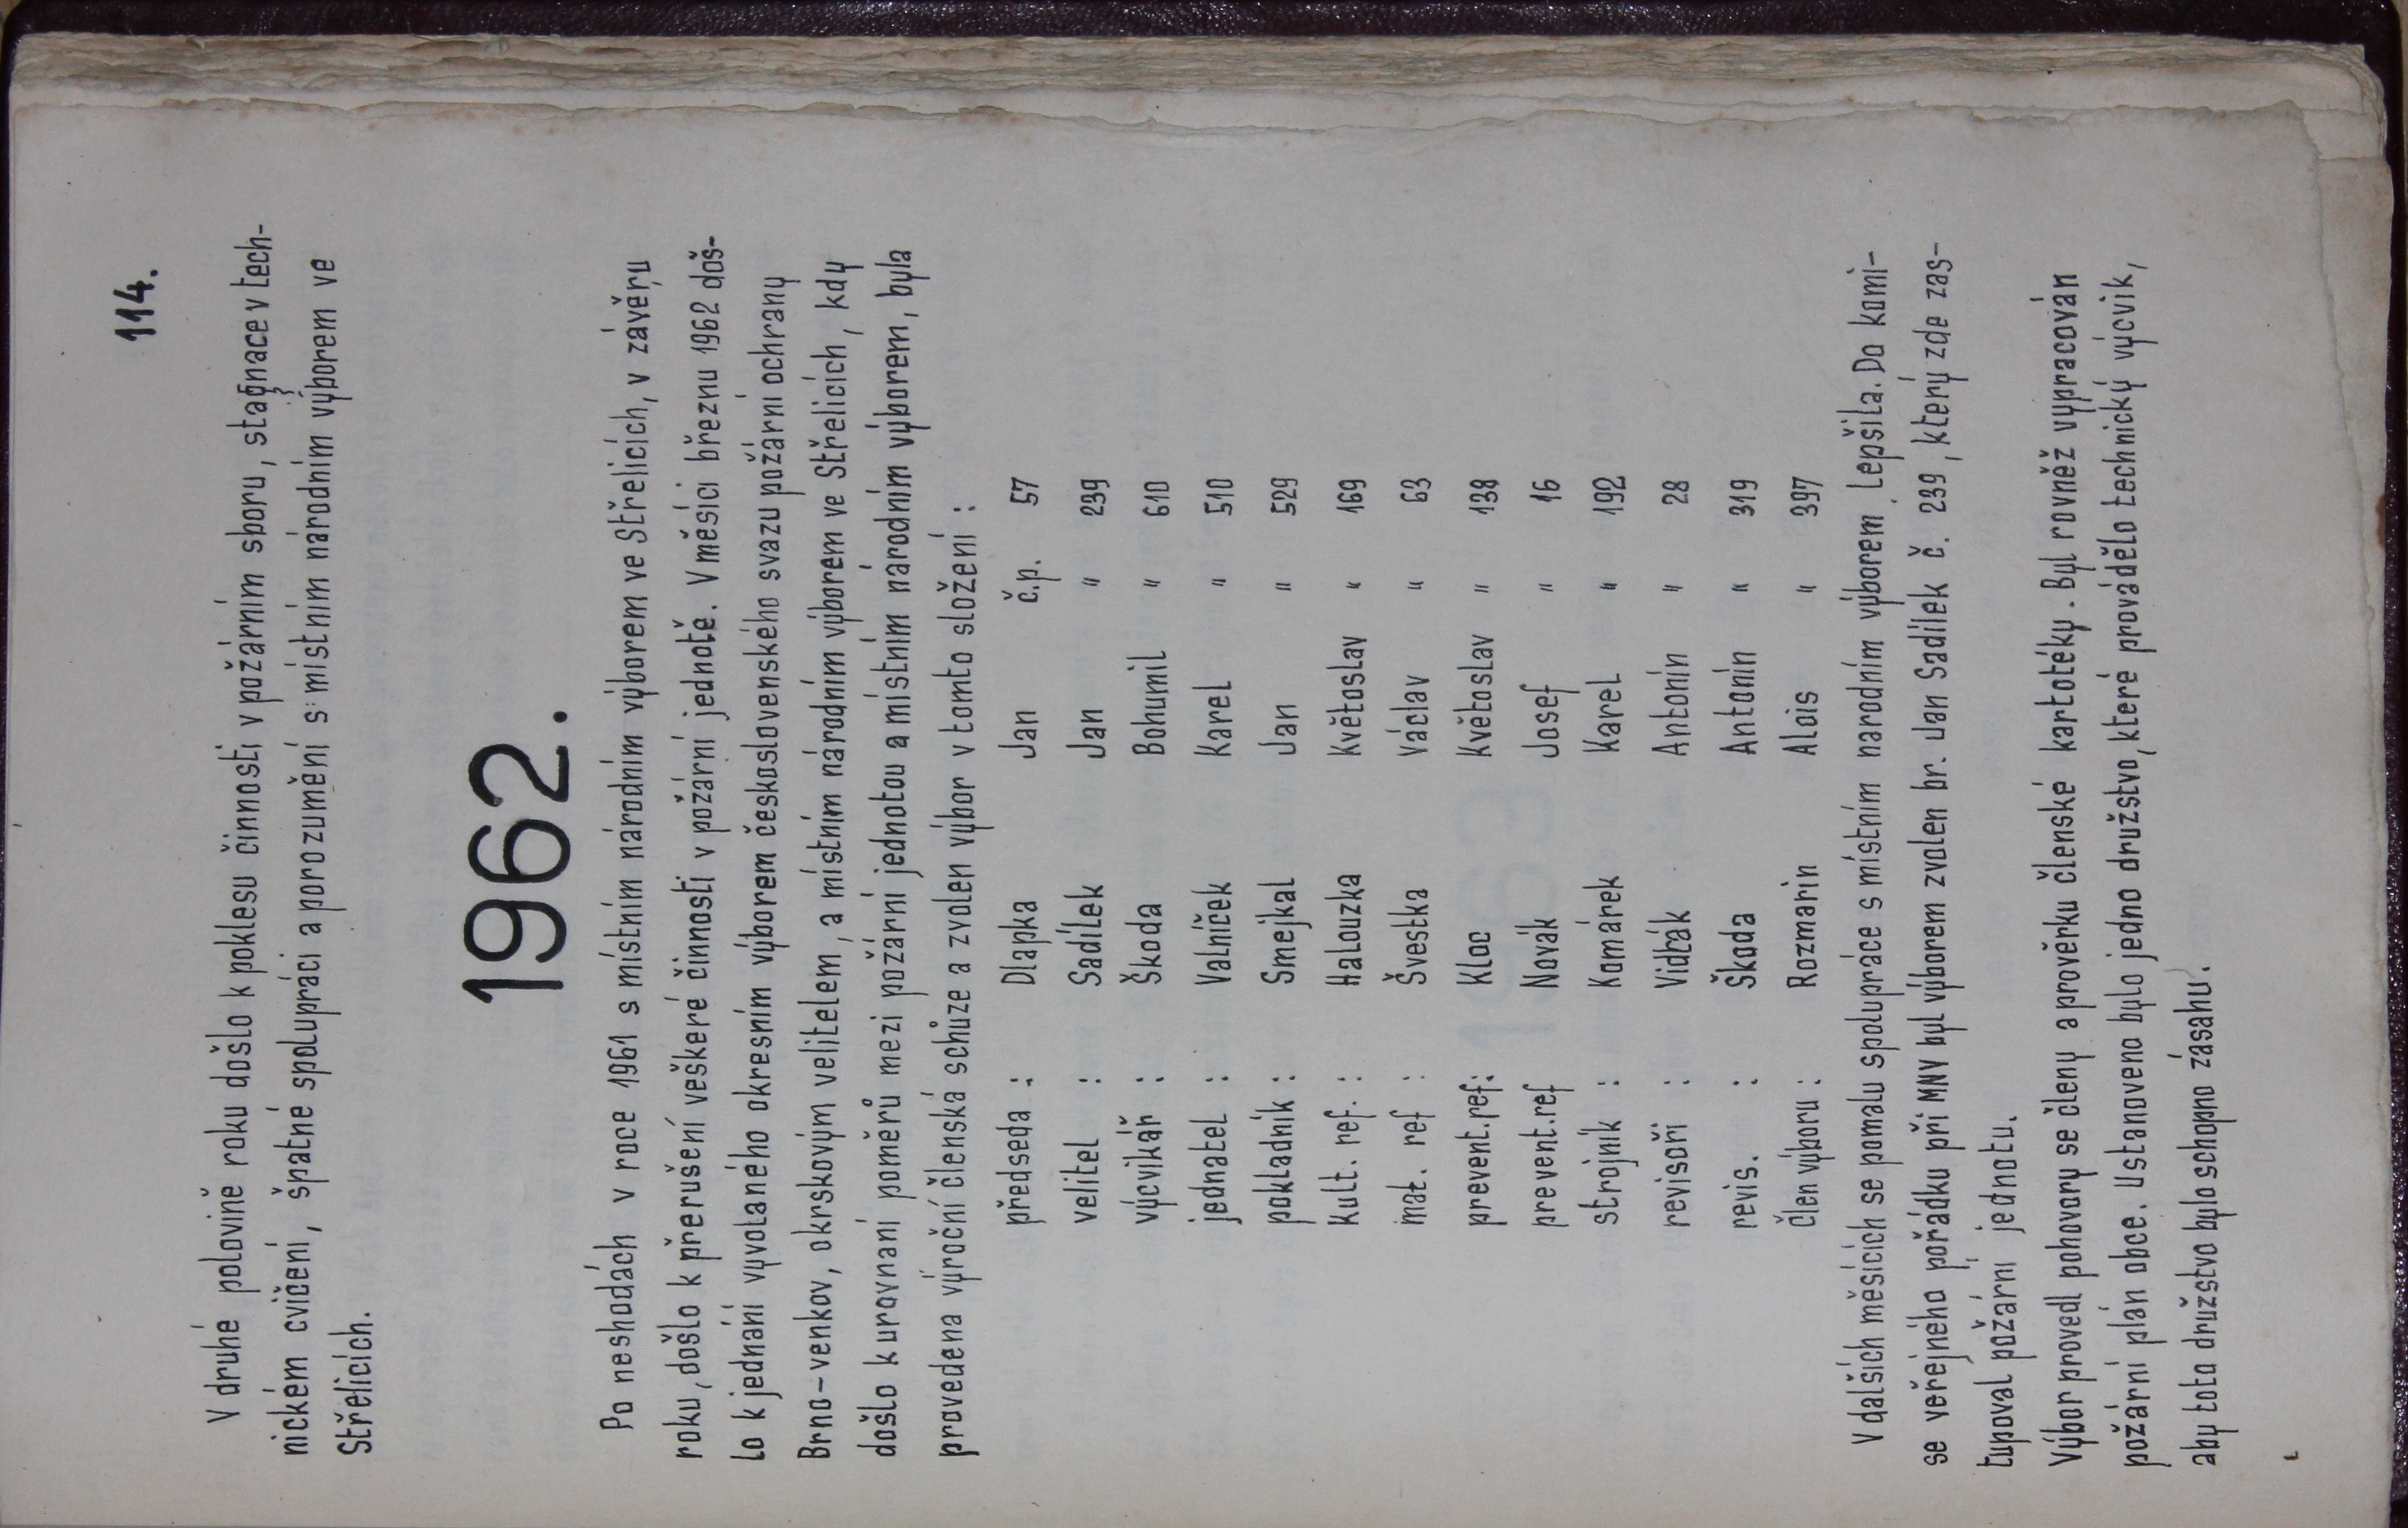 114.
V druhé polovině roku došlo k poklesu činnosti v požárním sboru, stagnace v tech-
nickém cvičení, špatné spolupráci a porozumění s místním národním výborem ve
Střelicích.
1962.
Po neshodách v roce 1961 s místním národním výborem ve Střelicích, v závěru
roku, došlo k přerušení veškeré činnosti v požární jednotě. V měsíci březnu 1962 doš-
lo k jednání vyvolaného okresním výborem československého svazu požární ochrany
Brno-venkov, okrskovým velitelem, a místním národním výborem ve Střelicích, kdy
došlo k urovnaní poměrů mezi požární jednotou a místním národním výborem, byla
provedena výroční členská schůze a zvolen výbor v tomto složení :
předseda : Dlapka Jan č.p. 57
velitel : Sadílek Jan " 239
výcvikář : Škoda Bohumil " 610
jednatel : Valníček Karel " 510
pokladník : Smejkal Jan " 529
kult. ref. : Halouzka Květoslav " 169
mat. ref : Švestka Václav " 63
prevent.ref: Kloc Květoslav " 138
prevent.ref Novák Josef " 16
strojník : Komárek Karel " 192
revisoři : Vidrák Antonín " 28
revis. : Škoda Antonín " 319
člen výboru : Rozmarin Alois " 397
V dalších měsících se pomalu spolupráce s místním narodním výborem lepšila. Do komi-
se veřejného pořádku při MNV byl výborem zvolen br. Jan Sadílek č. 239, který zde zas-
tupoval požární jednotu.
Výbor provedl pohovory se členy a prověrku členské kartotéky. Byl rovněž vypracován
požární plán obce. Ustanoveno bylo jedno družstvo, které provádělo technický výcvik,
aby toto družstvo bylo schopno zásahu.